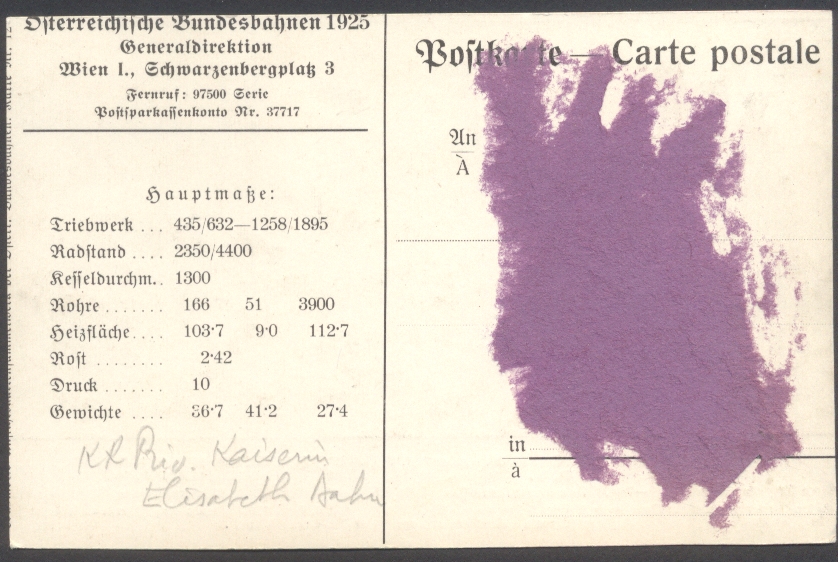 Österreichische Bundesbahnen 1925
Generaldirektion
Wien I., Schwarzenbergplatz 3
Fernruf: 97500 Serie
Postsparkassenkonto Nr. 37717
Hauptmaße:
Triebwerk ... 435/632—1258/1895
Radstand .... 2350/4400
Kesseldurchm.. 1300
Rohre ........ 166 51 3900
Heizfläche.... 103·7 9·0 112·7
Rost ........ 2·42
Druck ....... 10
Gewichte .... 36·7 41·2 27·4
KK Priv. Kaiserin
Elisabeth Bahn
Postkarte — Carte postale
An
À
in
à